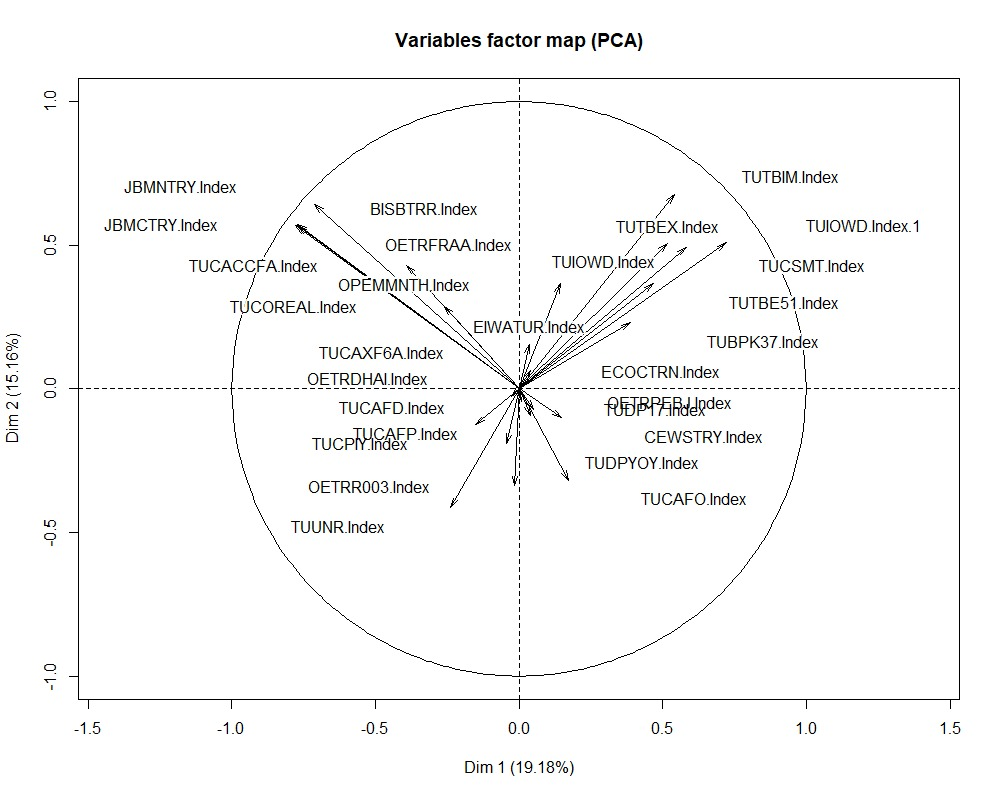 Variables factor map (PCA)
1.0
0.5
0.0
-0.5
-1.0
Dim 2 (15.16%)
TUTBIM.Index
JBMNTRY.Index
BISBTRR.Index
JBMCTRY.Index
TUTBEX.Index
TUIOWD.Index.1
OETRFRAA.Index
TUCACCFA.Index
TUIOWD.Index
TUCSMT.Index
OPEMMNTH.Index
TUCOREAL.Index
TUTBE51.Index
EIWATUR.Index
TUBPK37.Index
TUCAXF6A.Index
ECOCTRN.Index
OETRDHAI.Index
OETRPEBJ.Index
TUCAFD.Index
TUDP17.Index
TUCAFP.Index
CEWSTRY.Index
TUCPIY.Index
TUDPYOY.Index
OETRR003.Index
TUCAFO.Index
TUUNR.Index
-1.5
-1.0
-0.5
0.0
0.5
1.0
1.5
Dim 1 (19.18%)